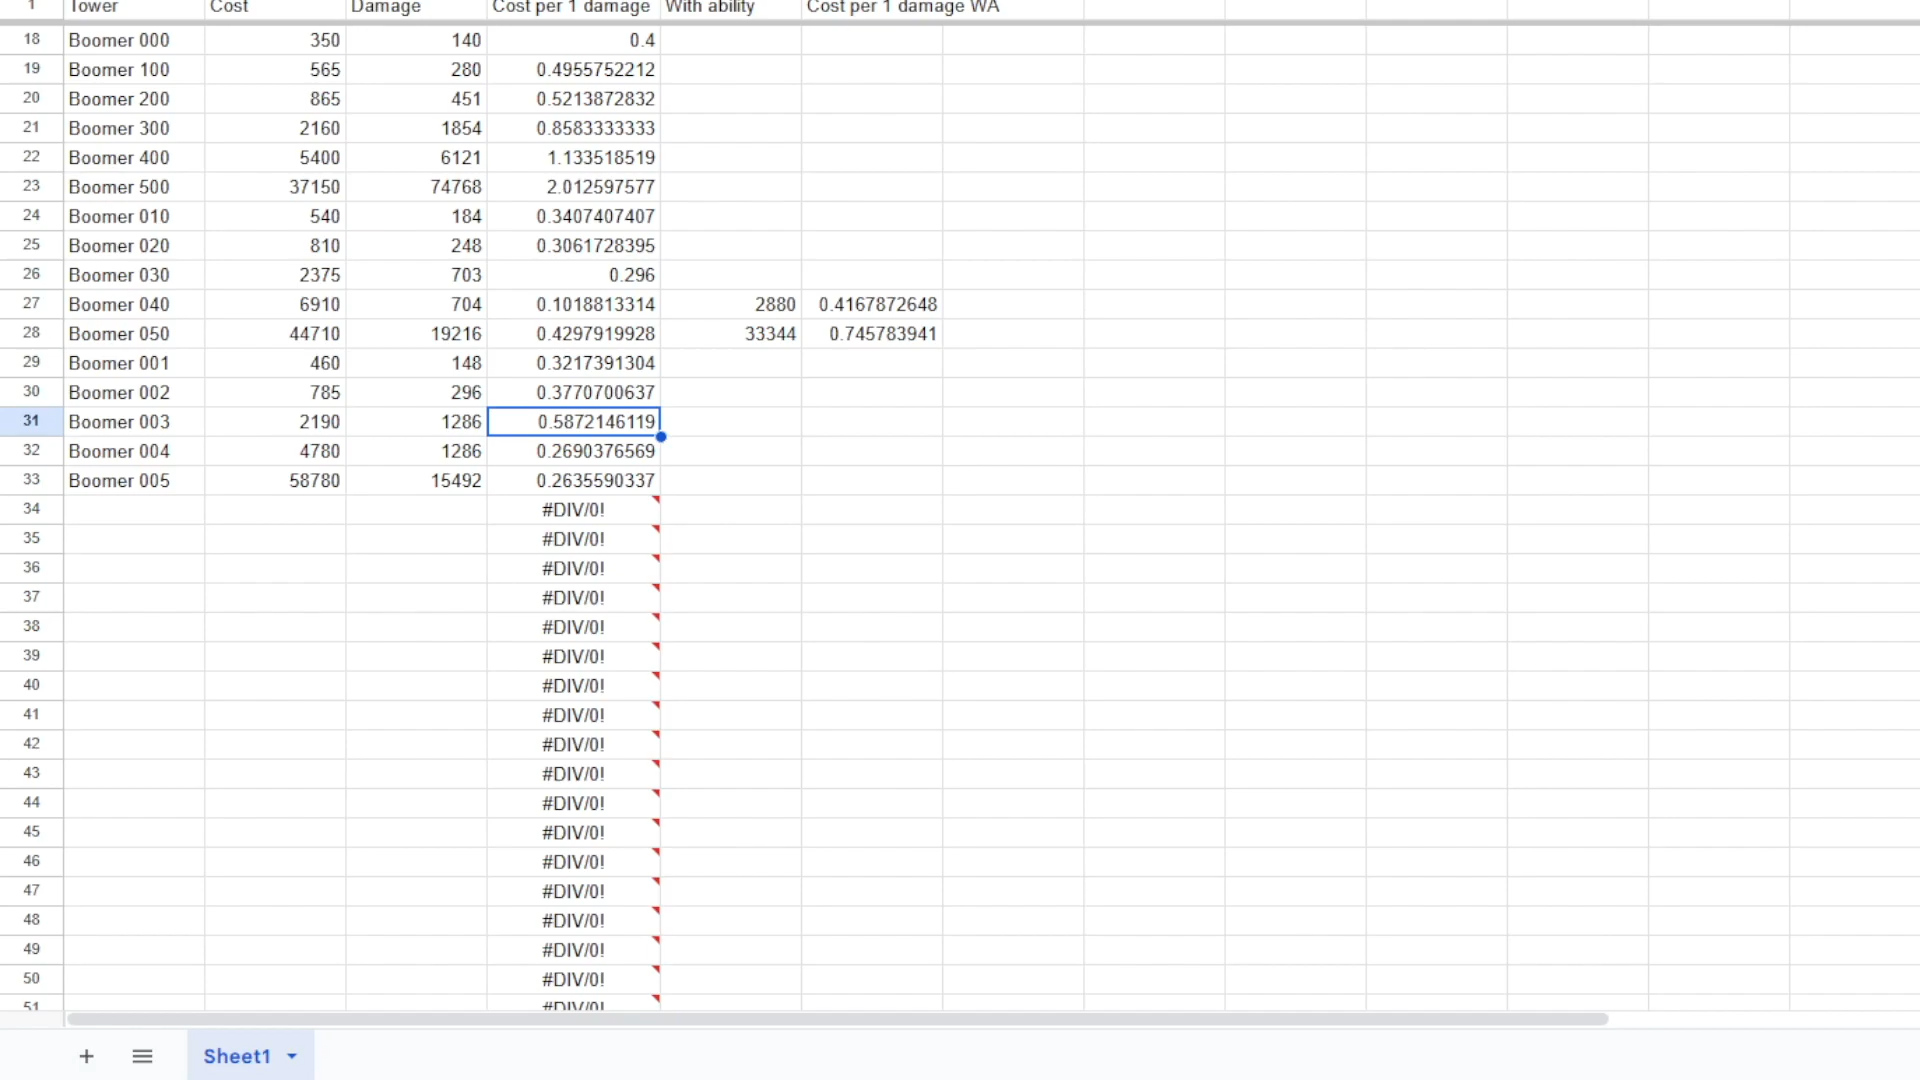 1 Tower Cost Damage Cost per 1 damage With ability Cost per 1 damage WA
18 Boomer 000 350 140 0.4
19 Boomer 100 565 280 0.4955752212
20 Boomer 200 865 451 0.5213872832
21 Boomer 300 2160 1854 0.8583333333
22 Boomer 400 5400 6121 1.133518519
23 Boomer 500 37150 74768 2.012597577
24 Boomer 010 540 184 0.3407407407
25 Boomer 020 810 248 0.3061728395
26 Boomer 030 2375 703 0.296
27 Boomer 040 6910 704 0.1018813314 2880 0.4167872648
28 Boomer 050 44710 19216 0.4297919928 33344 0.745783941
29 Boomer 001 460 148 0.3217391304
30 Boomer 002 785 296 0.3770700637
31 Boomer 003 2190 1286 0.5872146119
32 Boomer 004 4780 1286 0.2690376569
33 Boomer 005 58780 15492 0.2635590337
34 #DIV/0!
35 #DIV/0!
36 #DIV/0!
37 #DIV/0!
38 #DIV/0!
39 #DIV/0!
40 #DIV/0!
41 #DIV/0!
42 #DIV/0!
43 #DIV/0!
44 #DIV/0!
45 #DIV/0!
46 #DIV/0!
47 #DIV/0!
48 #DIV/0!
49 #DIV/0!
50 #DIV/0!
51 #DIV/0!
Sheet1